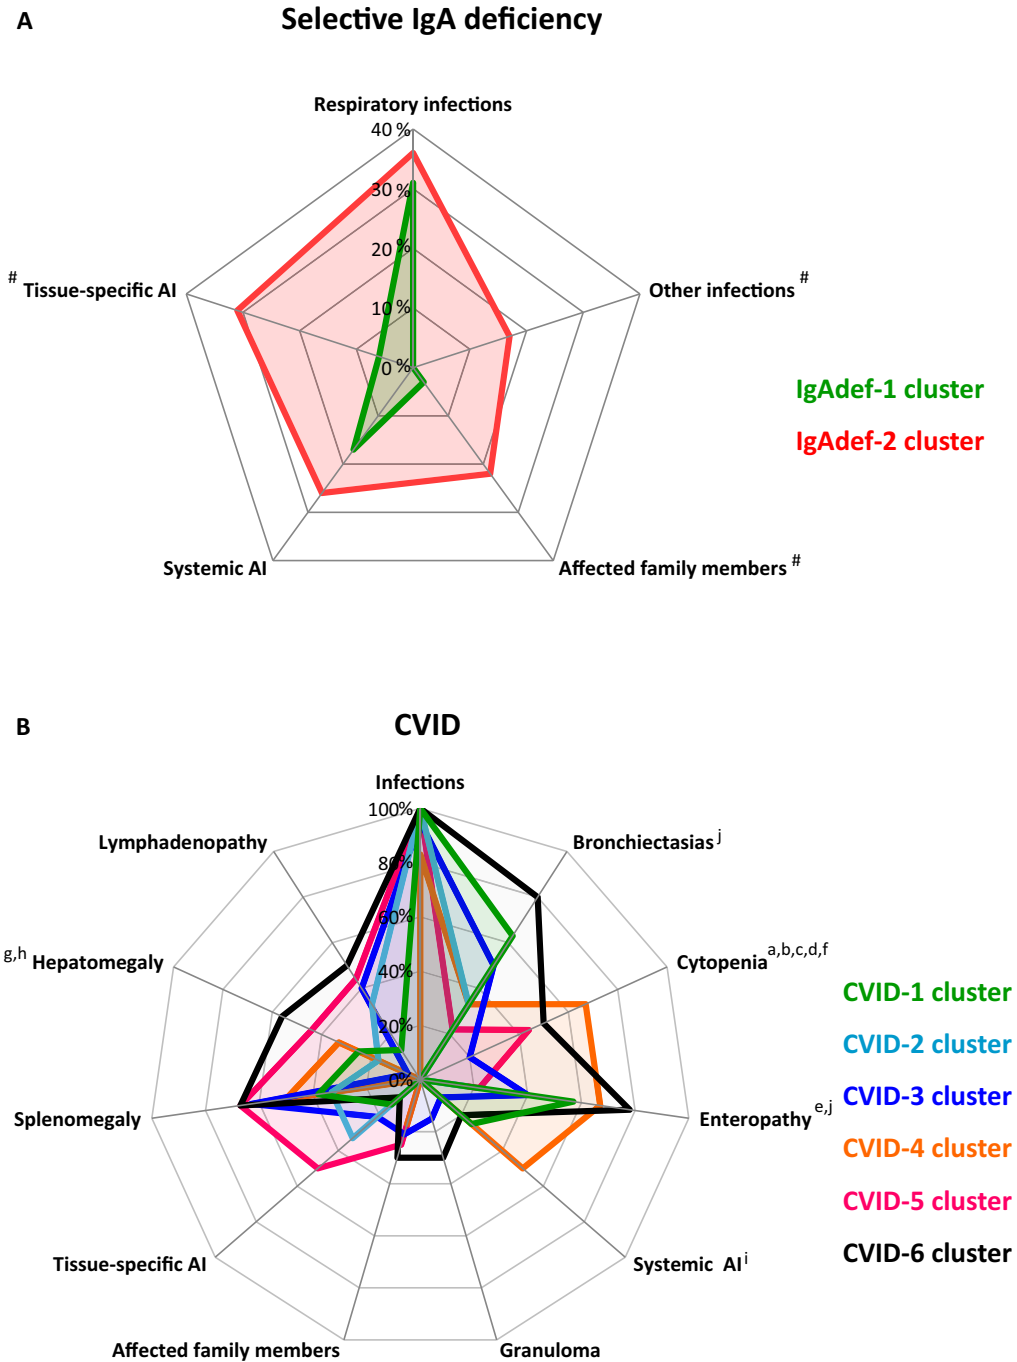 A
Selective IgA deficiency
Respiratory infections
40 %
30 %
20 %
10 %
0 %
# Tissue-specific AI
Other infections #
IgAdef-1 cluster
IgAdef-2 cluster
Systemic AI
Affected family members #
B
CVID
Infections
100%
80%
60%
40%
20%
0%
Lymphadenopathy
Bronchiectasias j
g,h Hepatomegaly
Cytopenia a,b,c,d,f
Splenomegaly
Enteropathy e,j
CVID-1 cluster
CVID-2 cluster
CVID-3 cluster
CVID-4 cluster
CVID-5 cluster
CVID-6 cluster
Tissue-specific AI
Systemic AI i
Affected family members
Granuloma